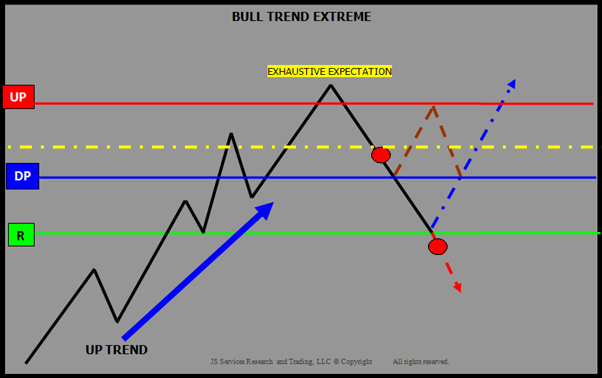 BULL TREND EXTREME
EXHAUSTIVE EXPECTATION
UP
DP
R
UP TREND
JS Services Research and Trading, LLC @ Copyright All rights reserved.